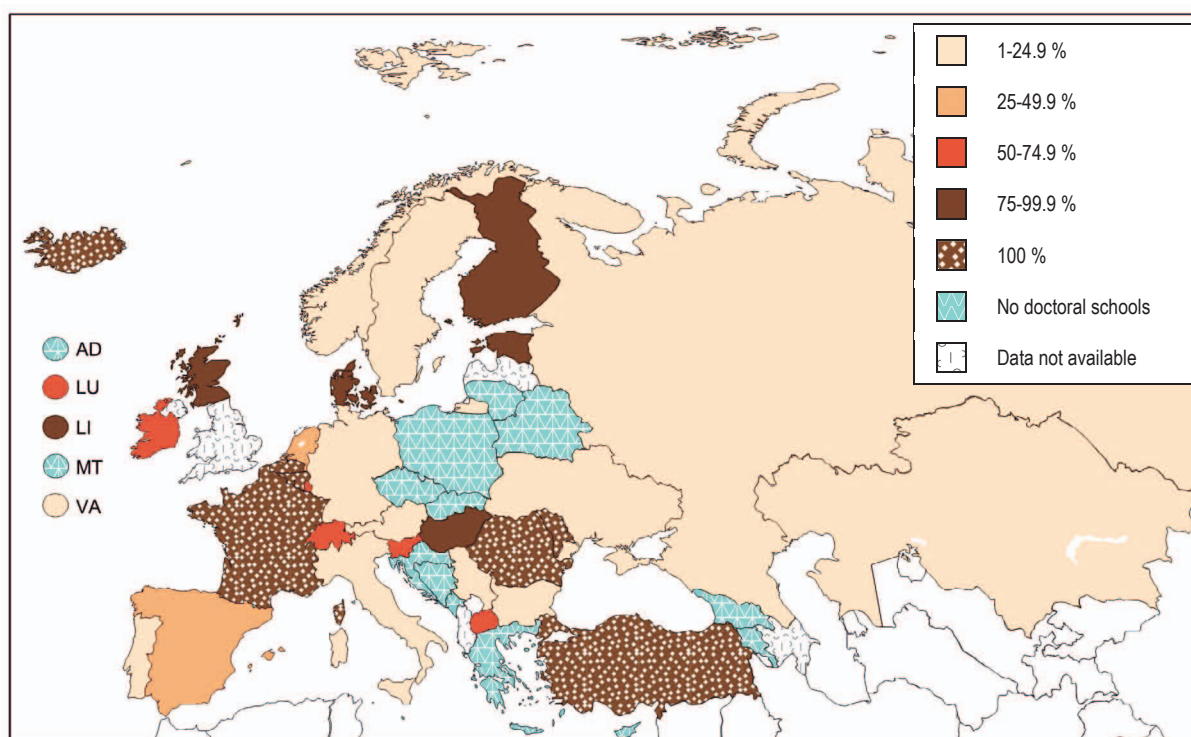 1-24.9 %
25-49.9 %
50-74.9 %
75-99.9 %
100 %
No doctoral schools
Data not available
AD
LU
LI
MT
VA